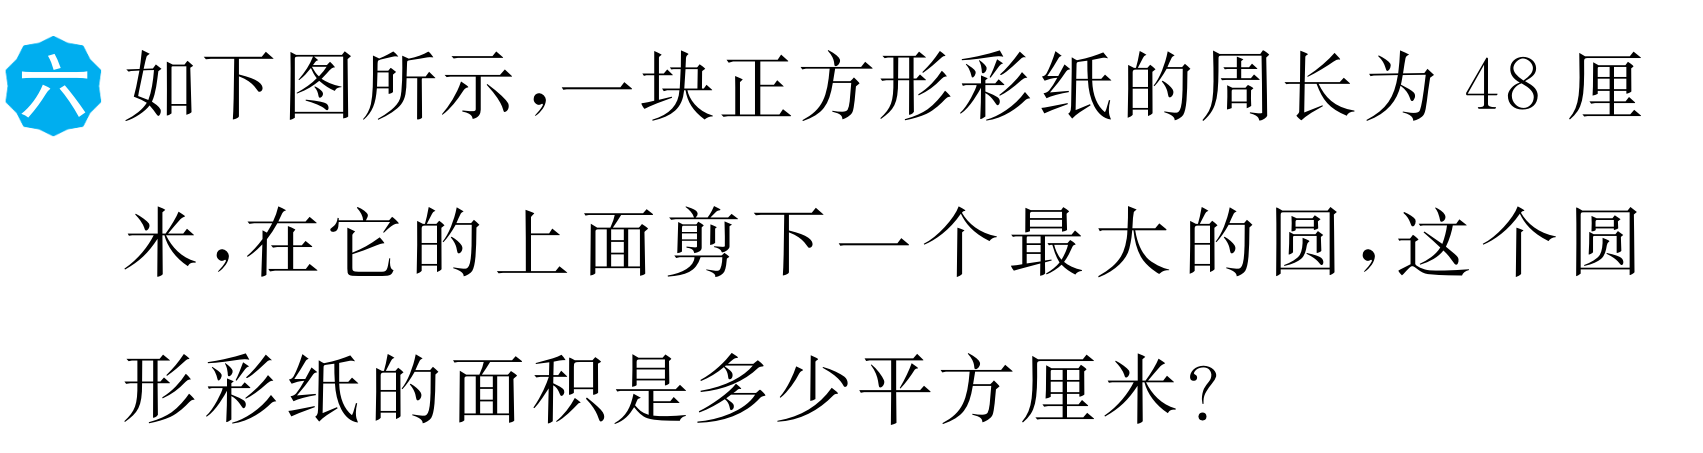 六 如下图所示,一块正方形彩纸的周长为 48 厘
米,在它的上面剪下一个最大的圆,这个圆
形彩纸的面积是多少平方厘米?